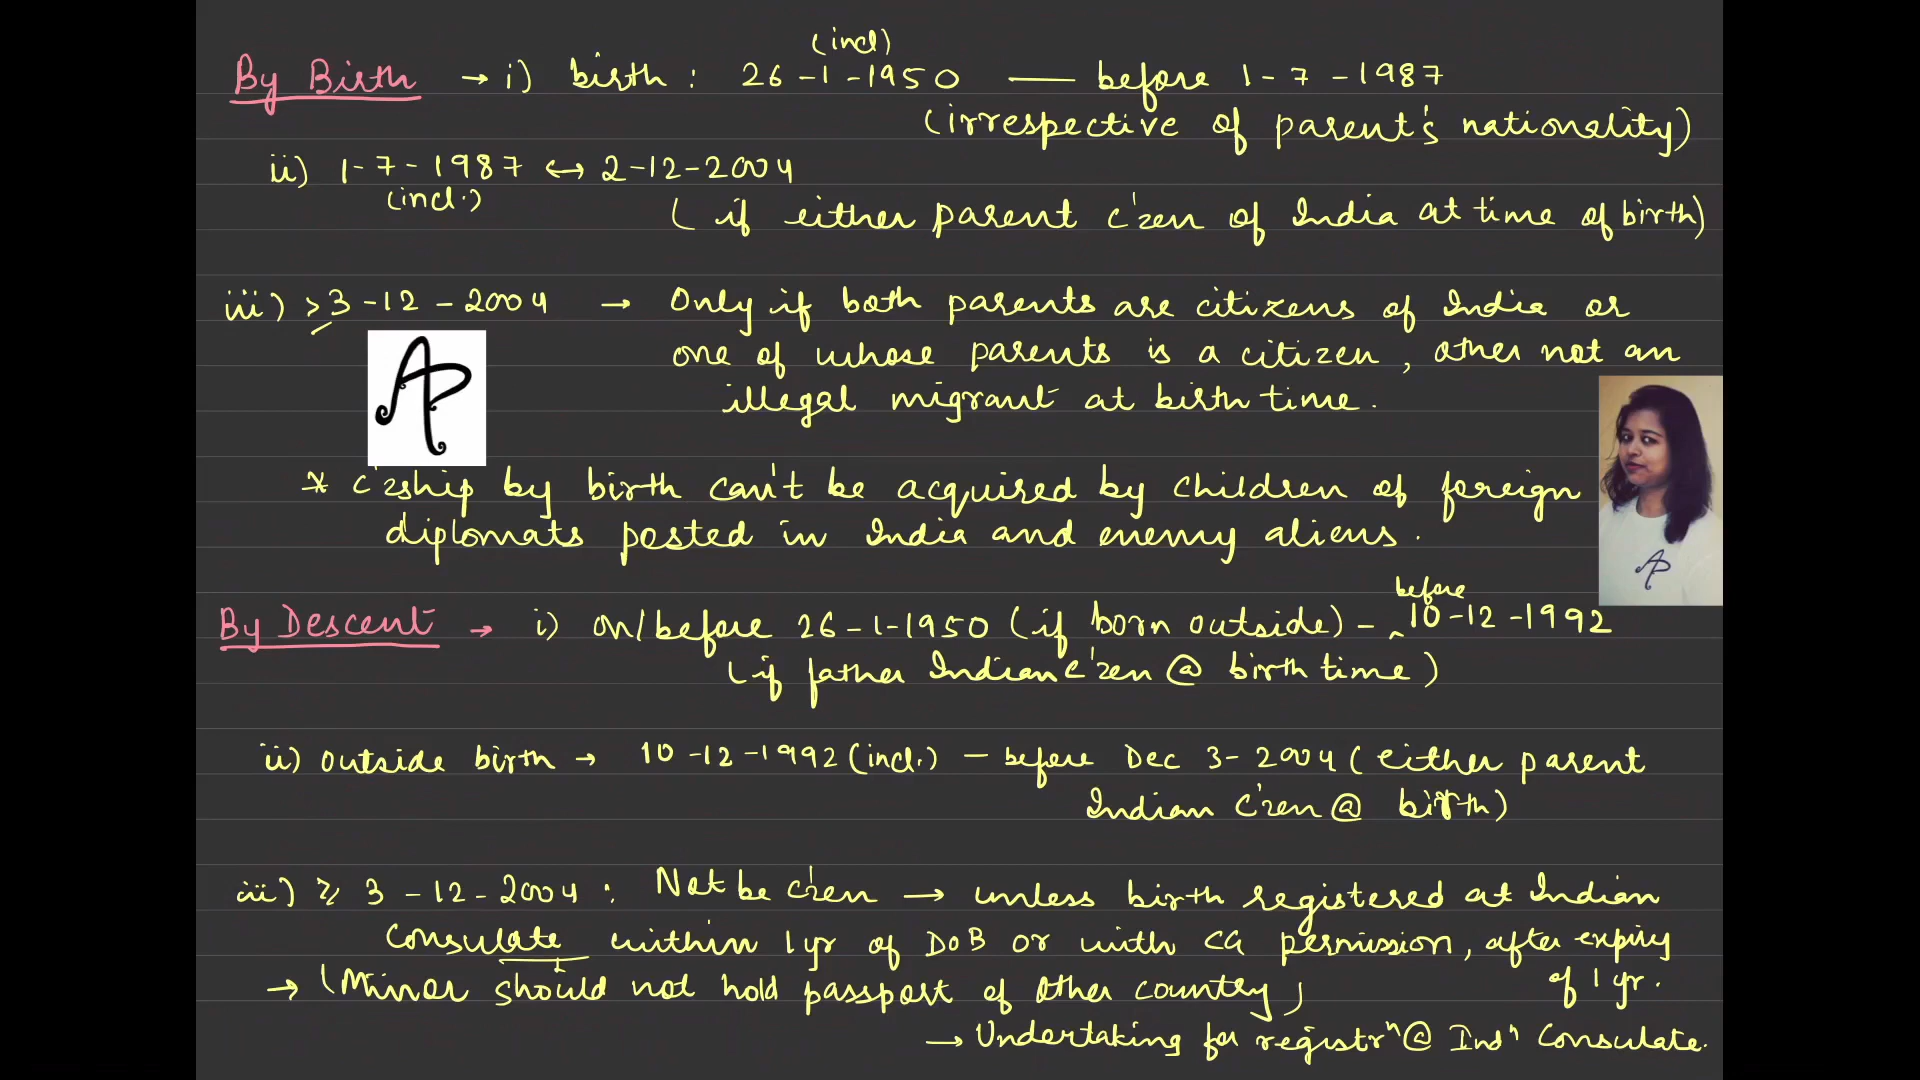 (incl)
By Birth → i) birth : 26-1-1950 — before 1-7-1987
(irrespective of parent's nationality)
ii) 1-7-1987 ↔ 2-12-2004
(incl.)
(if either parent c'zen of India at time of birth)
iii) ≥3-12-2004 → Only if both parents are citizens of India or
one of whose parents is a citizen, other not an
illegal migrant at birth time.
AP
* c'zship by birth can't be acquired by children of foreign
diplomats posted in India and enemy aliens.
AP
before
By Descent → i) on/before 26-1-1950 (if born outside) - ^10-12-1992
(if father Indian c'zen @ birth time)
ii) outside birth → 10-12-1992 (incl.) - before Dec 3-2004 (either parent
Indian c'zen @ birth)
iii) ≥ 3-12-2004 : Not be c'zen → unless birth registered at Indian
Consulate within 1yr of DoB or with CG permission, after expiry
of 1 yr.
→ (Minor should not hold passport of other country)
→ Undertaking for registrⁿ @ Indⁿ Consulate.